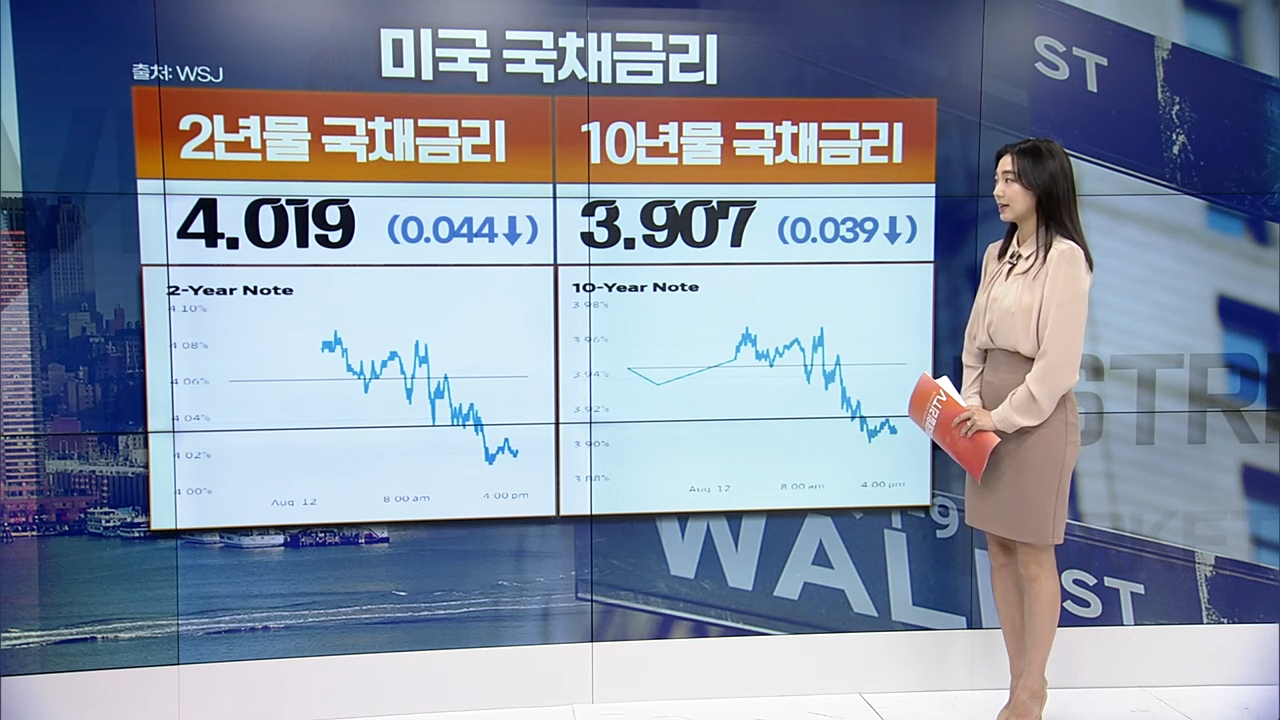 미국 국채금리
출처: WSJ
2년물 국채금리
10년물 국채금리
4.019 (0.044↓)
3.907 (0.039↓)
2-Year Note
4.10%
4.08%
4.06%
4.04%
4.02%
4.00%
Aug 12 8:00 am 4:00 pm
10-Year Note
3.98%
3.96%
3.94%
3.92%
3.90%
3.88%
Aug 12 8:00 am 4:00 pm
ST
STR
1-9
WALL ST